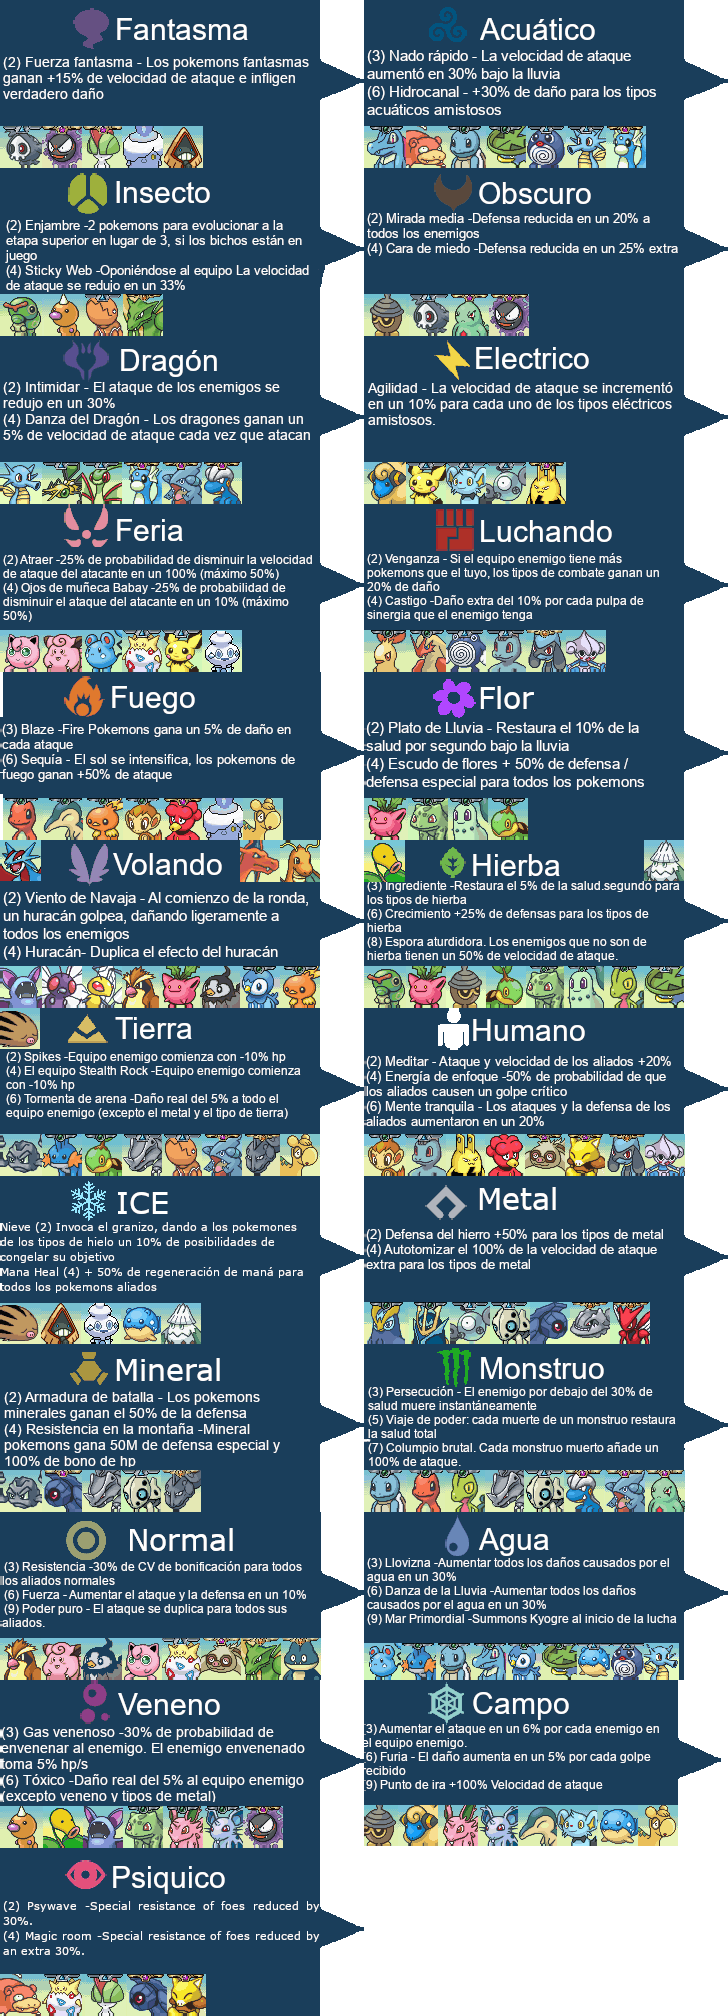 Fantasma
(2) Fuerza fantasma - Los pokemons fantasmas
ganan +15% de velocidad de ataque e infligen
verdadero daño
Acuático
(3) Nado rápido - La velocidad de ataque
aumentó en 30% bajo la lluvia
(6) Hidrocanal - +30% de daño para los tipos
acuáticos amistosos
Insecto
(2) Enjambre -2 pokemons para evolucionar a la
etapa superior en lugar de 3, si los bichos están en
juego
(4) Sticky Web -Oponiéndose al equipo La velocidad
de ataque se redujo en un 33%
Obscuro
(2) Mirada media -Defensa reducida en un 20% a
todos los enemigos
(4) Cara de miedo -Defensa reducida en un 25% extra
Dragón
(2) Intimidar - El ataque de los enemigos se
redujo en un 30%
(4) Danza del Dragón - Los dragones ganan un
5% de velocidad de ataque cada vez que atacan
Electrico
Agilidad - La velocidad de ataque se incrementó
en un 10% para cada uno de los tipos eléctricos
amistosos.
Feria
(2) Atraer -25% de probabilidad de disminuir la velocidad
de ataque del atacante en un 100% (máximo 50%)
(4) Ojos de muñeca Babay -25% de probabilidad de
disminuir el ataque del atacante en un 10% (máximo
50%)
Luchando
(2) Venganza - Si el equipo enemigo tiene más
pokemons que el tuyo, los tipos de combate ganan un
20% de daño
(4) Castigo -Daño extra del 10% por cada pulpa de
sinergia que el enemigo tenga
Fuego
(3) Blaze -Fire Pokemons gana un 5% de daño en
cada ataque
(6) Sequía - El sol se intensifica, los pokemons de
fuego ganan +50% de ataque
Flor
(2) Plato de Lluvia - Restaura el 10% de la
salud por segundo bajo la lluvia
(4) Escudo de flores + 50% de defensa /
defensa especial para todos los pokemons
Volando
(2) Viento de Navaja - Al comienzo de la ronda,
un huracán golpea, dañando ligeramente a
todos los enemigos
(4) Huracán- Duplica el efecto del huracán
Hierba
(3) Ingrediente -Restaura el 5% de la salud.segundo para
los tipos de hierba
(6) Crecimiento +25% de defensas para los tipos de
hierba
(8) Espora aturdidora. Los enemigos que no son de
hierba tienen un 50% de velocidad de ataque.
Tierra
(2) Spikes -Equipo enemigo comienza con -10% hp
(4) El equipo Stealth Rock -Equipo enemigo comienza
con -10% hp
(6) Tormenta de arena -Daño real del 5% a todo el
equipo enemigo (excepto el metal y el tipo de tierra)
Humano
(2) Meditar - Ataque y velocidad de los aliados +20%
(4) Energía de enfoque -50% de probabilidad de que
los aliados causen un golpe crítico
(6) Mente tranquila - Los ataques y la defensa de los
aliados aumentaron en un 20%
ICE
Nieve (2) Invoca el granizo, dando a los pokemones
de los tipos de hielo un 10% de posibilidades de
congelar su objetivo
Mana Heal (4) + 50% de regeneración de maná para
todos los pokemons aliados
Metal
(2) Defensa del hierro +50% para los tipos de metal
(4) Autotomizar el 100% de la velocidad de ataque
extra para los tipos de metal
Mineral
(2) Armadura de batalla - Los pokemons
minerales ganan el 50% de la defensa
(4) Resistencia en la montaña -Mineral
pokemons gana 50M de defensa especial y
100% de bono de hp
Monstruo
(3) Persecución - El enemigo por debajo del 30% de
salud muere instantáneamente
(5) Viaje de poder: cada muerte de un monstruo restaura
la salud total
(7) Columpio brutal. Cada monstruo muerto añade un
100% de ataque.
Normal
(3) Resistencia -30% de CV de bonificación para todos
los aliados normales
(6) Fuerza - Aumentar el ataque y la defensa en un 10%
(9) Poder puro - El ataque se duplica para todos sus
aliados.
Agua
(3) Llovizna -Aumentar todos los daños causados por el
agua en un 30%
(6) Danza de la Lluvia -Aumentar todos los daños
causados por el agua en un 30%
(9) Mar Primordial -Summons Kyogre al inicio de la lucha
Veneno
(3) Gas venenoso -30% de probabilidad de
envenenar al enemigo. El enemigo envenenado
toma 5% hp/s
(6) Tóxico -Daño real del 5% al equipo enemigo
(excepto veneno y tipos de metal)
Campo
(3) Aumentar el ataque en un 6% por cada enemigo en
el equipo enemigo.
(6) Furia - El daño aumenta en un 5% por cada golpe
recibido
(9) Punto de ira +100% Velocidad de ataque
Psiquico
(2) Psywave -Special resistance of foes reduced by
30%.
(4) Magic room -Special resistance of foes reduced by
an extra 30%.